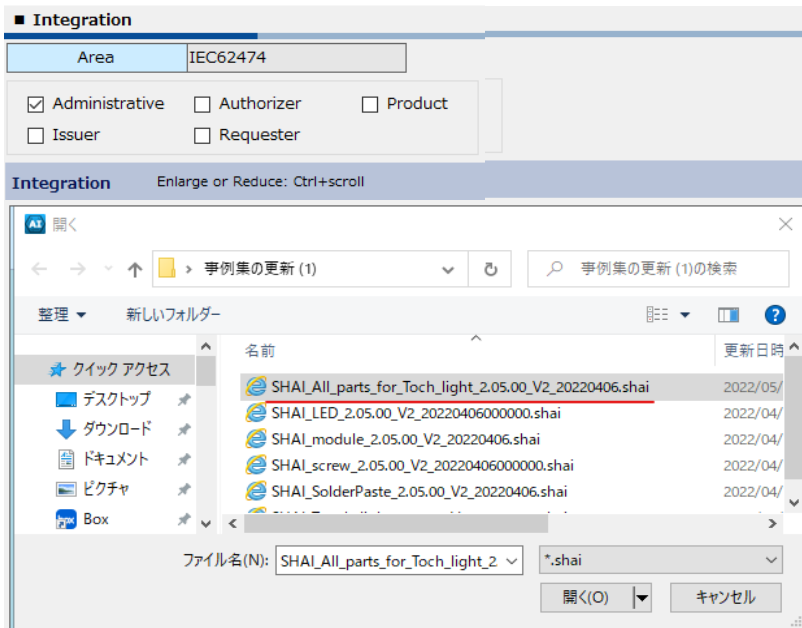 ■ Integration
Area IEC62474
Administrative Authorizer Product
Issuer Requester
Integration Enlarge or Reduce: Ctrl+scroll
AI 開く
事例集の更新 (1) 事例集の更新 (1)の検索
整理 新しいフォルダー
名前 更新日時
クイック アクセス
SHAI_All_parts_for_Toch_light_2.05.00_V2_20220406.shai 2022/05/
デスクトップ
SHAI_LED_2.05.00_V2_20220406000000.shai 2022/04/
ダウンロード
SHAI_module_2.05.00_V2_20220406.shai 2022/04/
ドキュメント
SHAI_screw_2.05.00_V2_20220406000000.shai 2022/04/
ピクチャ
SHAI_SolderPaste_2.05.00_V2_20220406.shai 2022/04/
Box
ファイル名(N): SHAI_All_parts_for_Toch_light_2 *.shai
開く(O) キャンセル